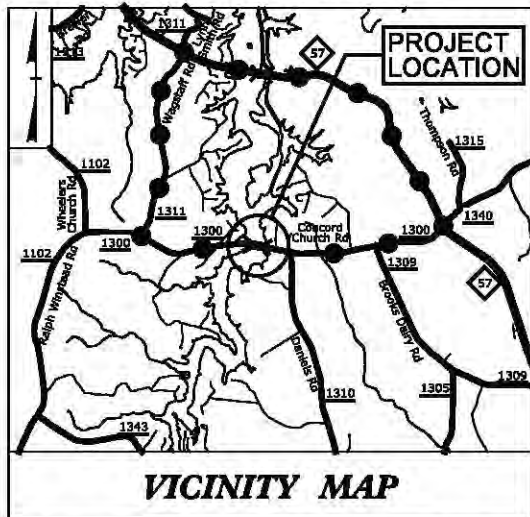 1311
57
PROJECT
LOCATION
Smith Rd
Wagstaff Rd
Thompson Rd
1315
1102
Wheelers
Church Rd
1311
1300
1300
Concord
Church Rd
1300
1340
1102
1309
57
Ralph Winstead Rd
Brooks Dairy Rd
Daniels Rd
1310
1305
1309
1343
VICINITY MAP